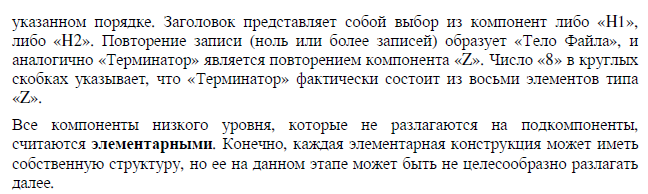 указанном порядке. Заголовок представляет собой выбор из компонент либо «H1»,
либо «H2». Повторение записи (ноль или более записей) образует «Тело Файла», и
аналогично «Терминатор» является повторением компонента «Z». Число «8» в круглых
скобках указывает, что «Терминатор» фактически состоит из восьми элементов типа
«Z».
Все компоненты низкого уровня, которые не разлагаются на подкомпоненты,
считаются элементарными. Конечно, каждая элементарная конструкция может иметь
собственную структуру, но ее на данном этапе может быть не целесообразно разлагать
далее.